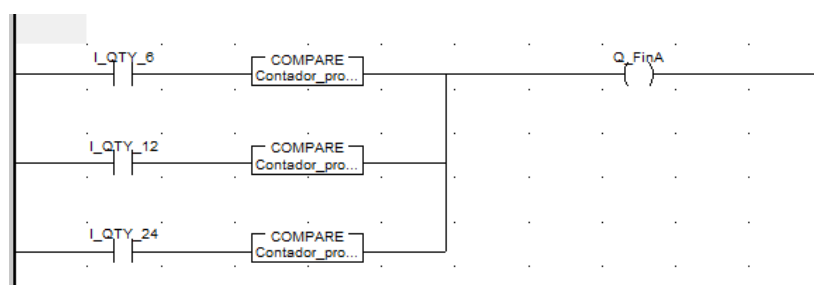 I_QTY_6
COMPARE
Contador_pro...
Q_FinA
I_QTY_12
COMPARE
Contador_pro...
I_QTY_24
COMPARE
Contador_pro...